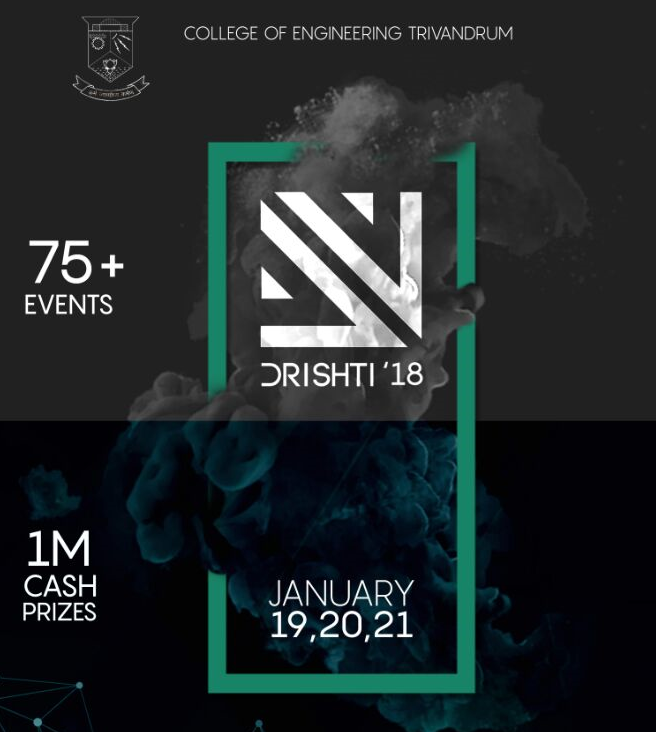 COLLEGE OF ENGINEERING TRIVANDRUM
75+
EVENTS
DRISHTI '18
1M
CASH
PRIZES
JANUARY
19,20,21